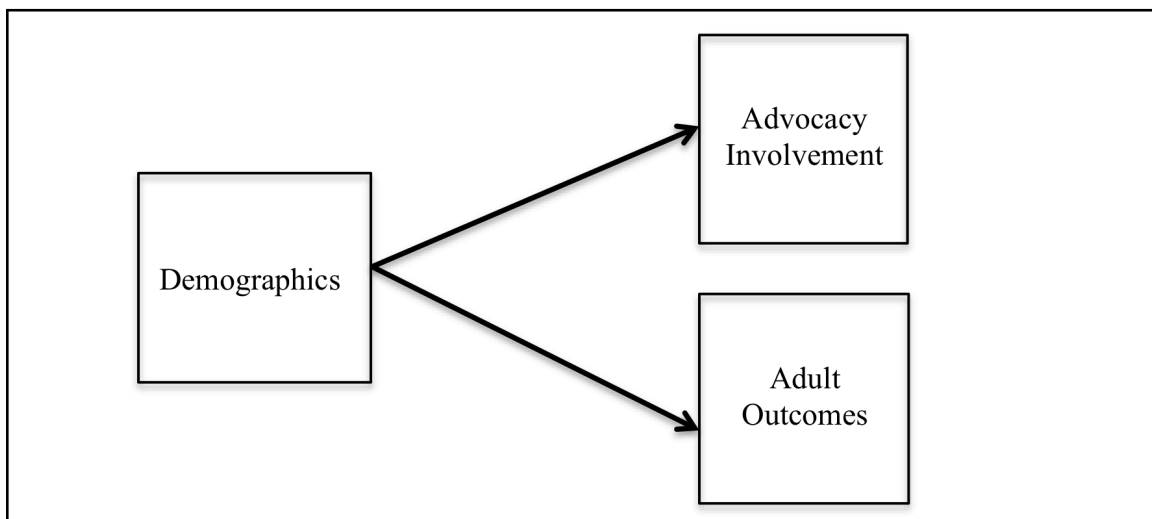 Demographics
Advocacy
Involvement
Adult
Outcomes